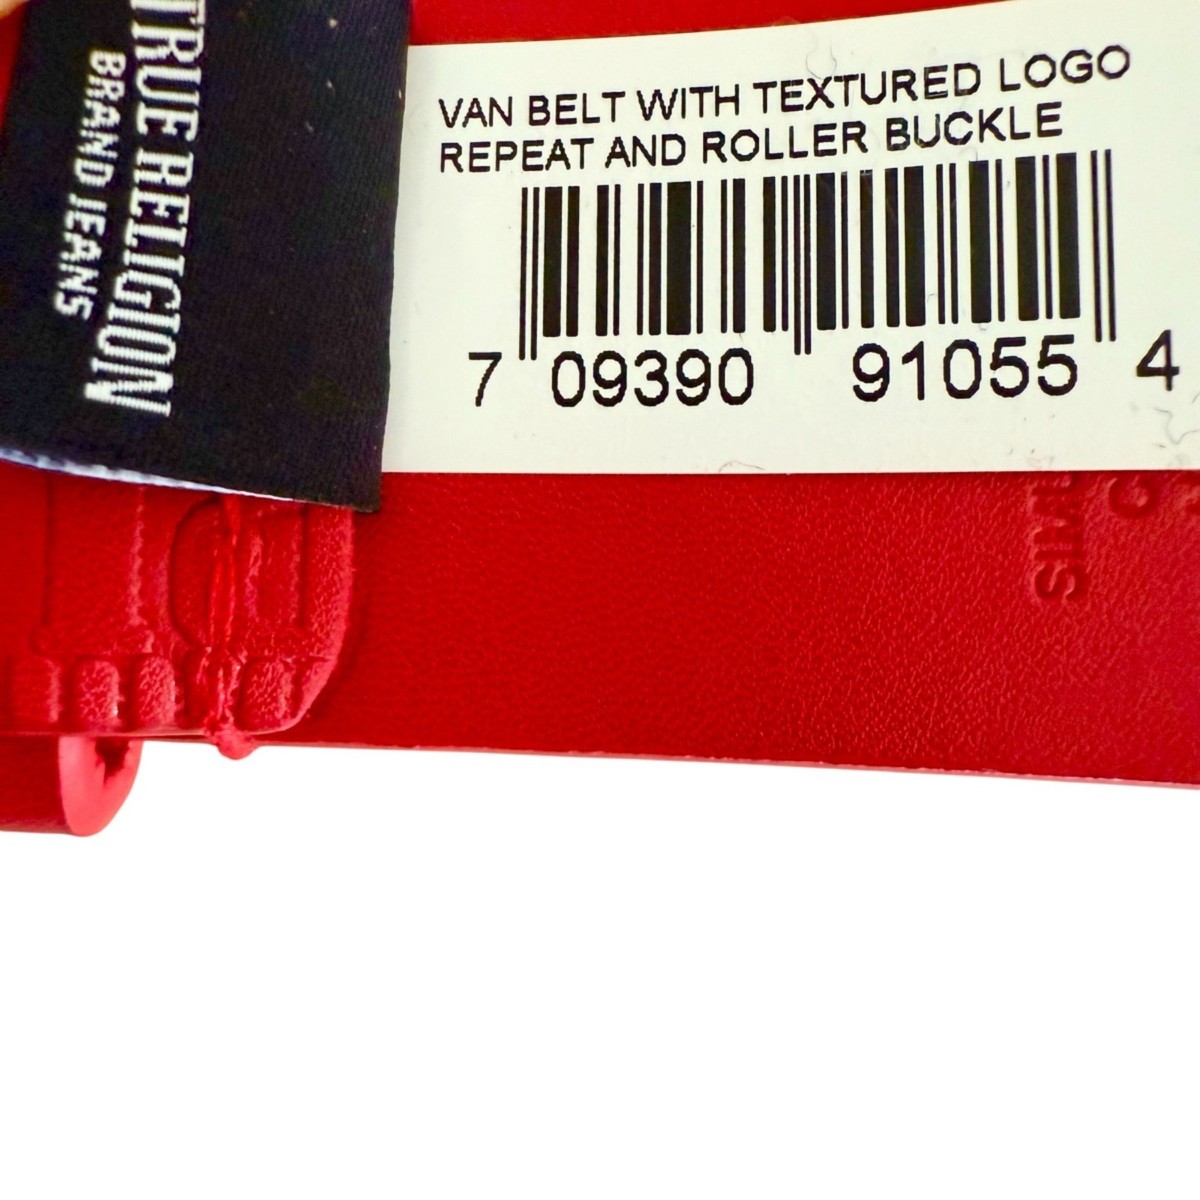 TRUE RELIGION
BRAND JEANS
VAN BELT WITH TEXTURED LOGO
REPEAT AND ROLLER BUCKLE
7 09390 91055 4